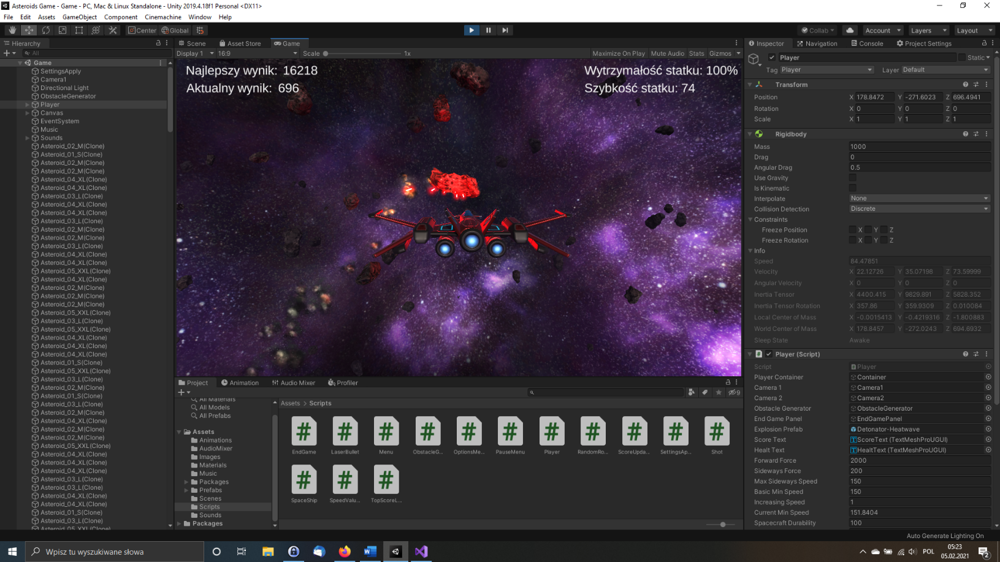 Asteroids Game - Game - PC, Mac & Linux Standalone - Unity 2019.4.18f1 Personal <DX11>
File Edit Assets GameObject Component Cinemachine Window Help
Center Global
Collab Account Layers Layout
Hierarchy
All
Game
SettingsApply
Camera1
Directional Light
ObstacleGenerator
Player
Canvas
EventSystem
Music
Sounds
Asteroid_02_M(Clone)
Asteroid_01_S(Clone)
Asteroid_02_M(Clone)
Asteroid_02_M(Clone)
Asteroid_04_XL(Clone)
Asteroid_04_XL(Clone)
Asteroid_03_L(Clone)
Asteroid_04_XL(Clone)
Asteroid_04_XL(Clone)
Asteroid_03_L(Clone)
Asteroid_02_M(Clone)
Asteroid_02_M(Clone)
Asteroid_03_L(Clone)
Asteroid_04_XL(Clone)
Asteroid_04_XL(Clone)
Asteroid_05_XXL(Clone)
Asteroid_04_XL(Clone)
Asteroid_02_M(Clone)
Asteroid_02_M(Clone)
Asteroid_02_M(Clone)
Asteroid_05_XXL(Clone)
Asteroid_03_L(Clone)
Asteroid_05_XXL(Clone)
Asteroid_04_XL(Clone)
Asteroid_04_XL(Clone)
Asteroid_04_XL(Clone)
Asteroid_01_S(Clone)
Asteroid_05_XXL(Clone)
Asteroid_03_L(Clone)
Asteroid_02_M(Clone)
Asteroid_01_S(Clone)
Asteroid_03_L(Clone)
Asteroid_02_M(Clone)
Asteroid_04_XL(Clone)
Asteroid_02_M(Clone)
Asteroid_02_M(Clone)
Asteroid_05_XXL(Clone)
Asteroid_04_XL(Clone)
Asteroid_04_XL(Clone)
Asteroid_04_XL(Clone)
Asteroid_03_L(Clone)
Asteroid_03_L(Clone)
Asteroid_04_XL(Clone)
Asteroid_04_XL(Clone)
Asteroid_01_S(Clone)
Asteroid_03_L(Clone)
Asteroid_05_XXL(Clone)
Scene Asset Store Game
Display 1 16:9 Scale 1x Maximize On Play Mute Audio Stats Gizmos
Najlepszy wynik: 16218
Aktualny wynik: 696
Wytrzymałość statku: 100%
Szybkość statku: 74
Project Animation Audio Mixer Profiler
9
All Materials
All Models
All Prefabs
Assets
Animations
AudioMixer
Images
Materials
Music
Packages
Prefabs
Scenes
Scripts
Sounds
Packages
Assets > Scripts
EndGame LaserBullet Menu ObstacleG... OptionsMe... PauseMenu Player RandomRo... ScoreUpda... SettingsAp... Shot
SpaceShip SpeedValu... TopScoreL...
Inspector Navigation Console Project Settings
Player Static
Tag Player Layer Default
Transform
Position X 178.8472 Y -271.6023 Z 696.4941
Rotation X 0 Y 0 Z 0
Scale X 1 Y 1 Z 1
Rigidbody
Mass 1000
Drag 0
Angular Drag 0.5
Use Gravity
Is Kinematic
Interpolate None
Collision Detection Discrete
Constraints
Freeze Position X Y Z
Freeze Rotation X Y Z
Info
Speed 84.47851
Velocity X 22.12726 Y 35.07198 Z 73.59999
Angular Velocity X 0 Y 0 Z 0
Inertia Tensor X 4400.415 Y 9829.891 Z 5828.352
Inertia Tensor Rotation X 357.86 Y 359.9309 Z 0.010084
Local Center of Mass X -0.0015413 Y -0.4219316 Z -1.800883
World Center of Mass X 178.8457 Y -272.0243 Z 694.6932
Sleep State Awake
Player (Script)
Script Player
Player Container Container
Camera 1 Camera1
Camera 2 Camera2
Obstacle Generator ObstacleGenerator
End Game Panel EndGamePanel
Explosion Prefab Detonator-Heatwave
Score Text ScoreText (TextMeshProUGUI)
Healt Text HealtText (TextMeshProUGUI)
Forward Force 2000
Sideways Force 200
Max Sideways Speed 150
Basic Min Speed 150
Increasing Speed 1
Current Min Speed 151.8404
Spacecraft Durability 100
Auto Generate Lighting On
Wpisz tu wyszukiwane słowa
POL
05:23
05.02.2021
2